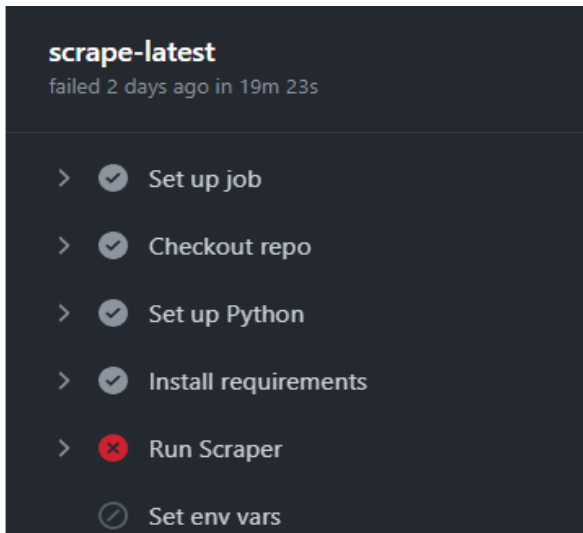 scrape-latest
failed 2 days ago in 19m 23s
Set up job
Checkout repo
Set up Python
Install requirements
Run Scraper
Set env vars